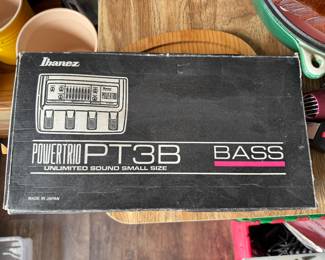 Ibanez
POWERTRIO PT3B BASS
UNLIMITED SOUND SMALL SIZE
MADE IN JAPAN